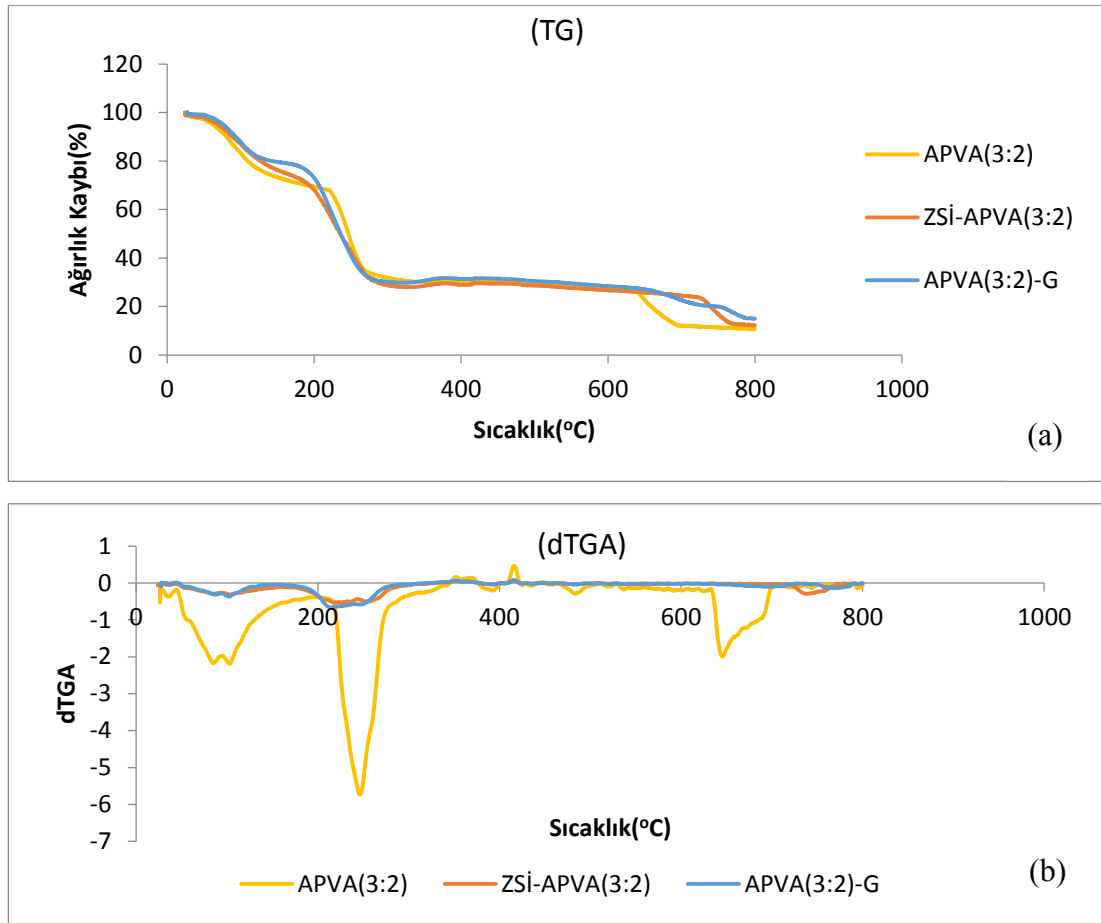 (TG)
120
100
80
60
40
20
0
0 200 400 600 800 1000
Ağırlık Kaybı(%)
Sıcaklık(ºC)
APVA(3:2)
ZSİ-APVA(3:2)
APVA(3:2)-G
(a)
(dTGA)
1
0
-1
-2
-3
-4
-5
-6
-7
0 200 400 600 800 1000
dTGA
Sıcaklık(ºC)
APVA(3:2) ZSİ-APVA(3:2) APVA(3:2)-G
(b)